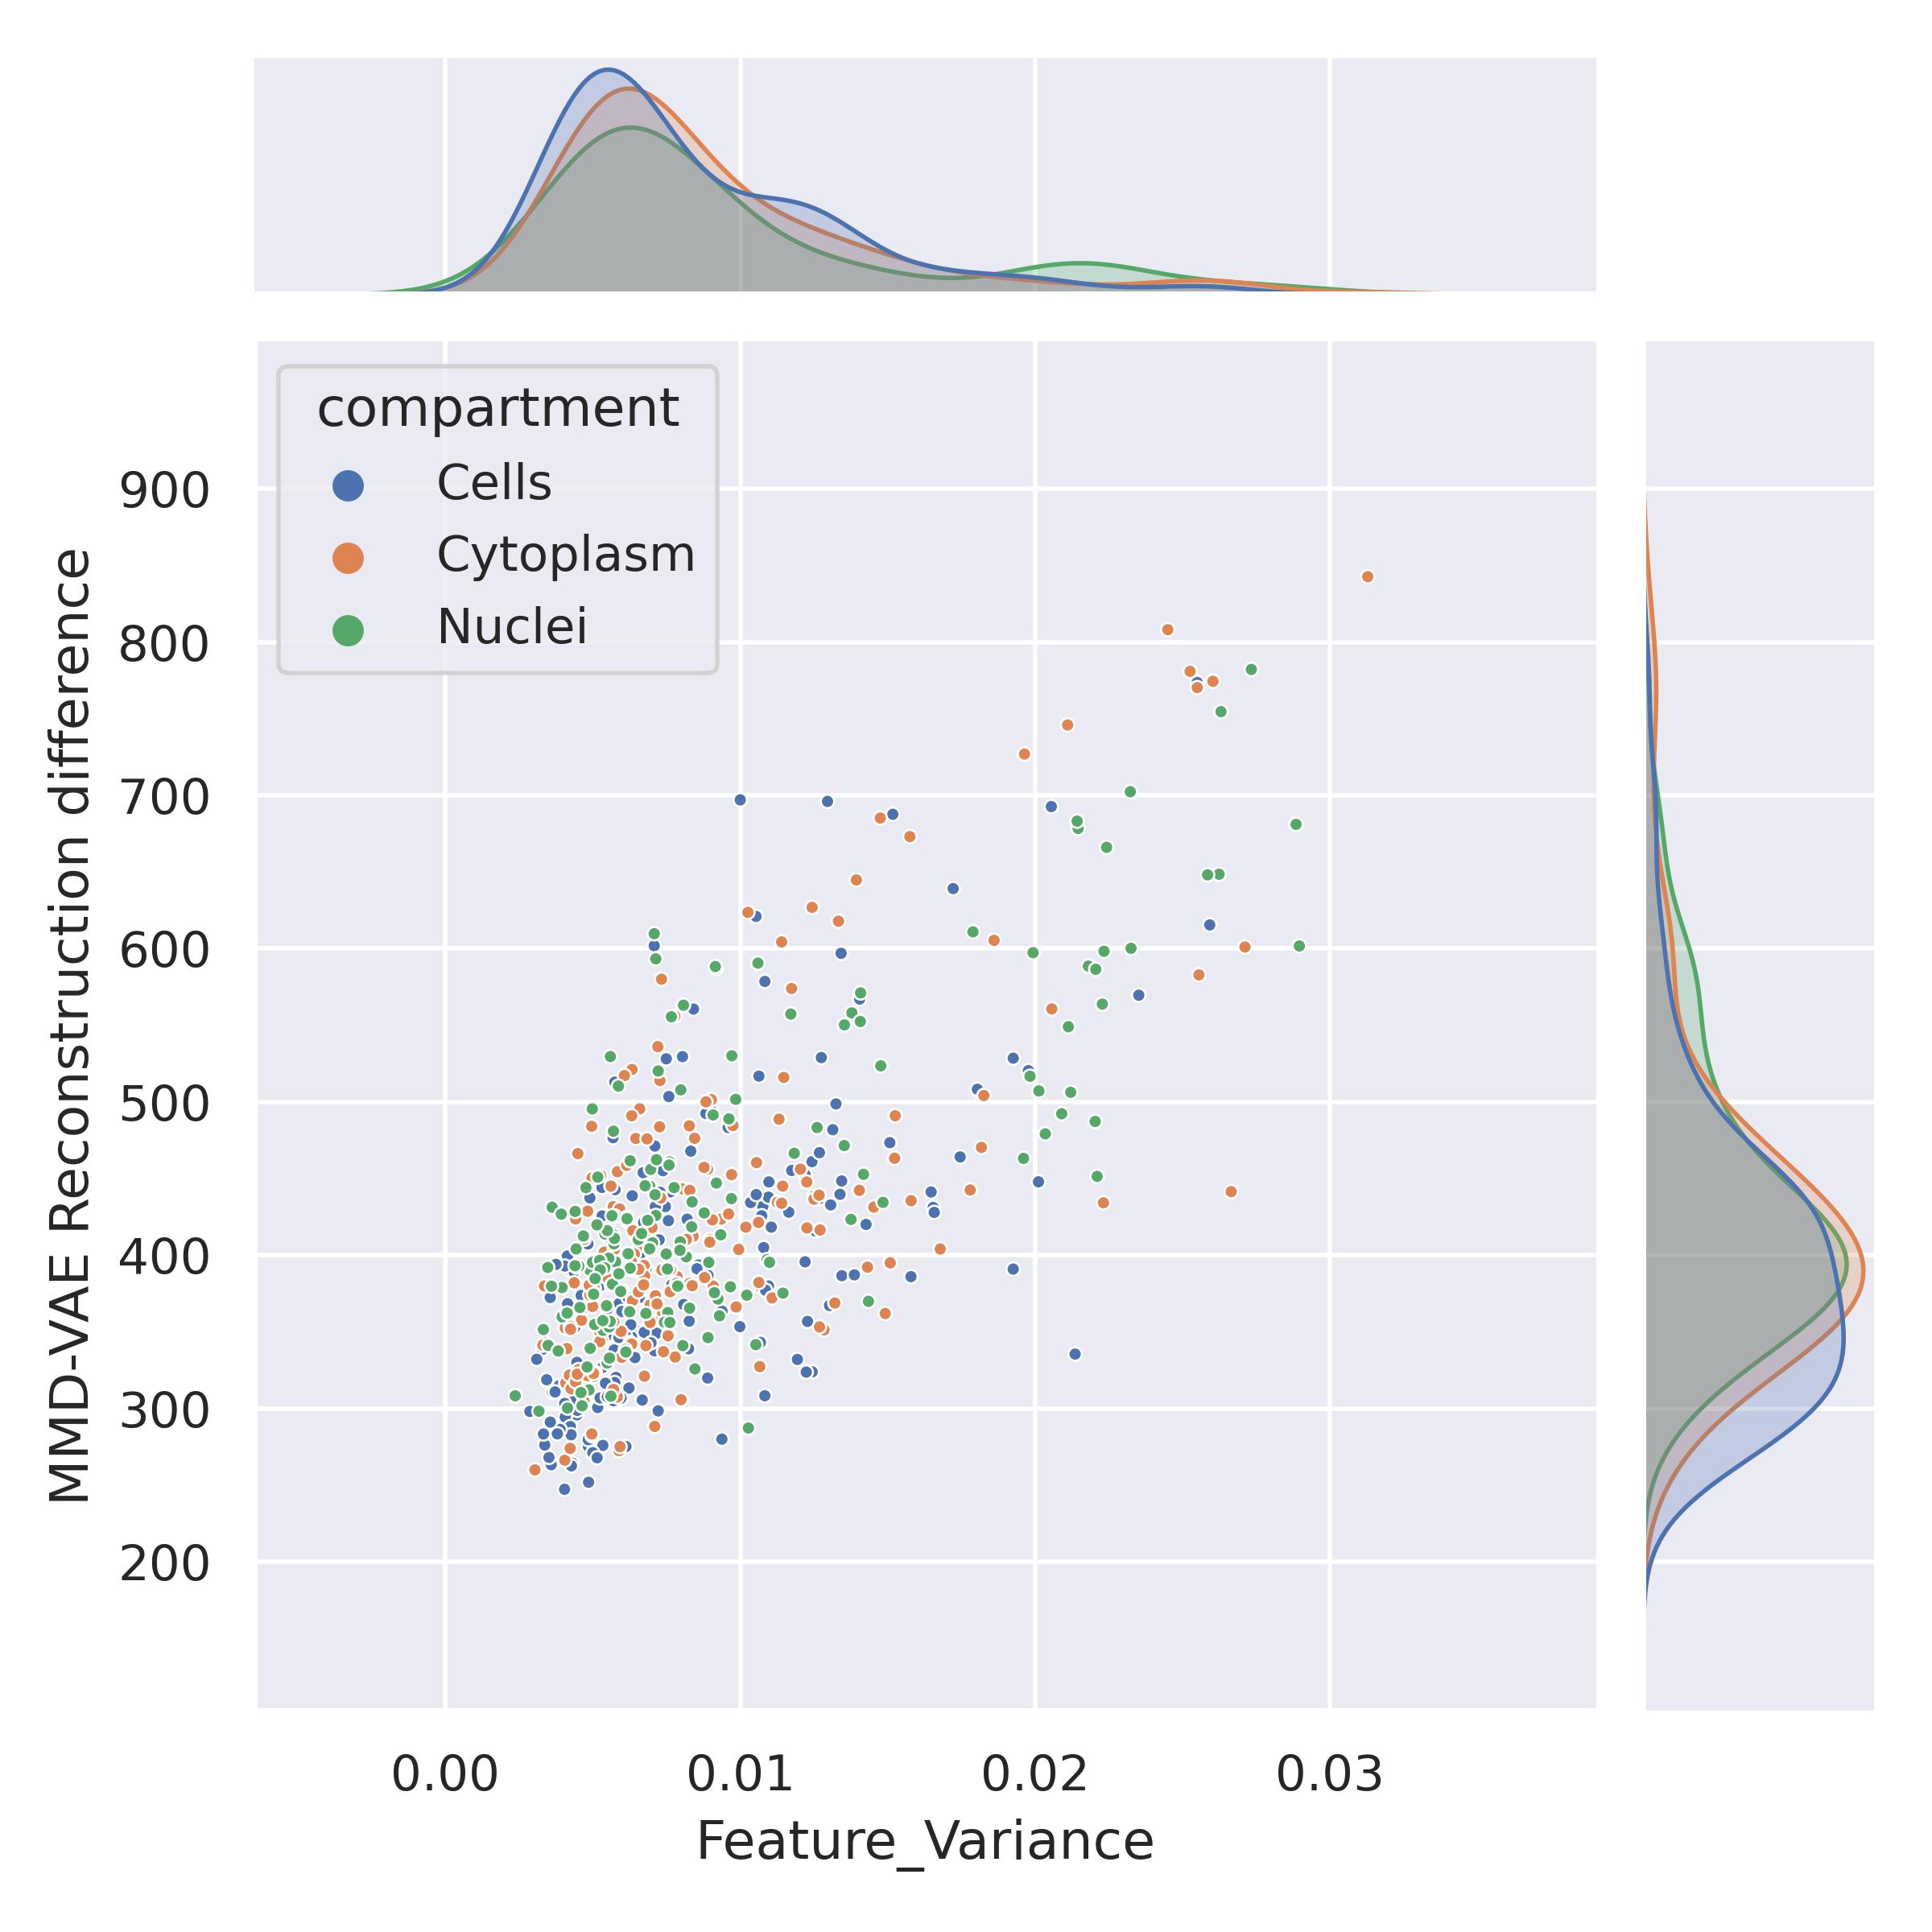 compartment
Cells
Cytoplasm
Nuclei
MMD-VAE Reconstruction difference
900
800
700
600
500
400
300
200
0.00 0.01 0.02 0.03
Feature_Variance